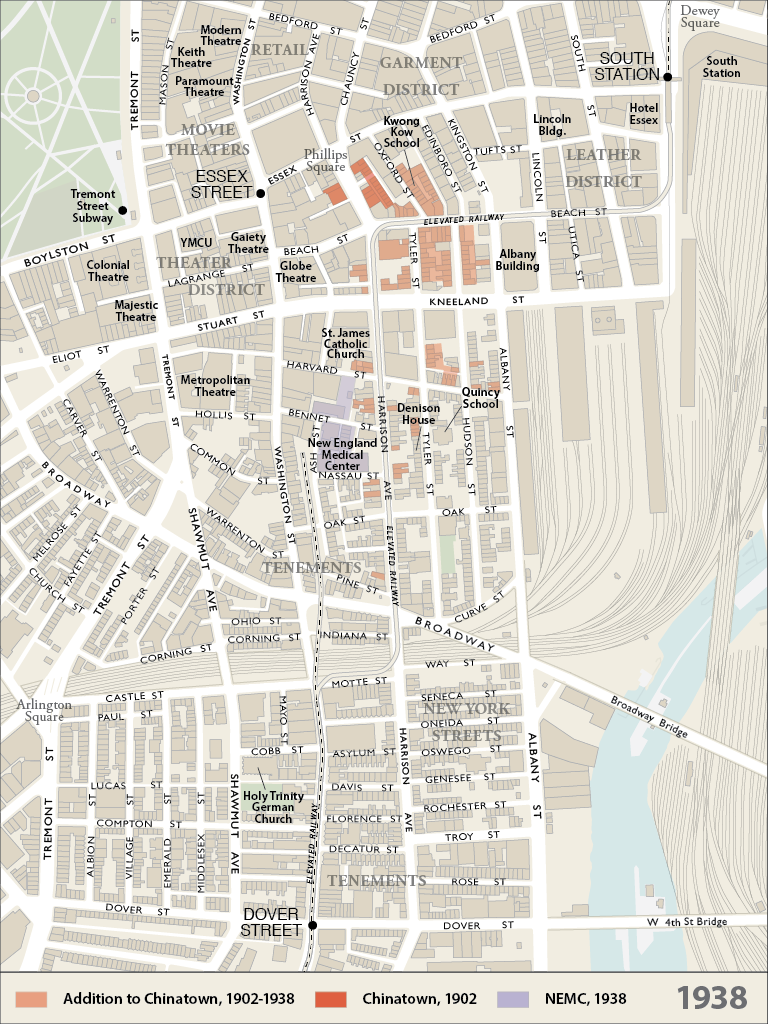 Dewey
Square
BEDFORD ST
BEDFORD ST
Modern
Theatre
Keith
Theatre
RETAIL
Paramount
Theatre
TREMONT ST
MASON ST
WASHINGTON ST
HARRISON AVE
CHAUNCY ST
GARMENT
DISTRICT
SOUTH ST
SOUTH
STATION
South
Station
Hotel
Essex
Lincoln
Bldg.
Kwong
Kow
School
MOVIE
THEATERS
EDINBORO ST
KINGSTON ST
OXFORD ST
TUFTS ST
LINCOLN ST
LEATHER
DISTRICT
Phillips
Square
ESSEX ST
ESSEX
STREET
Tremont
Street
Subway
BOYLSTON ST
ELEVATED RAILWAY
BEACH ST
UTICA ST
YMCU
Gaiety
Theatre
BEACH ST
TYLER ST
Albany
Building
Colonial
Theatre
THEATER
DISTRICT
LAGRANGE ST
Globe
Theatre
Majestic
Theatre
KNEELAND ST
STUART ST
ELIOT ST
St. James
Catholic
Church
TREMONT ST
HARVARD ST
ALBANY ST
WARRENTON ST
CARVER ST
Metropolitan
Theatre
Quincy
School
HOLLIS ST
BENNET ST
Denison
House
HARRISON AVE
ASH ST
New England
Medical
Center
TYLER ST
HUDSON ST
NASSAU ST
COMMON ST
WASHINGTON ST
BROADWAY
OAK ST
OAK ST
MELROSE ST
FAYETTE ST
CHURCH ST
TREMONT ST
PORTER ST
SHAWMUT AVE
WARRENTON ST
ELEVATED RAILWAY
TENEMENTS
PINE ST
CURVE ST
BROADWAY
OHIO ST
CORNING ST
INDIANA ST
CORNING ST
WAY ST
MOTTE ST
CASTLE ST
SENECA ST
NEW YORK
STREETS
ONEIDA ST
OSWEGO ST
Arlington
Square
PAUL ST
MAYO ST
Broadway Bridge
COBB ST
ASYLUM ST
HARRISON AVE
ALBANY ST
GENESEE ST
TREMONT ST
LUCAS ST
SHAWMUT AVE
Holy Trinity
German
Church
DAVIS ST
ROCHESTER ST
COMPTON ST
FLORENCE ST
ALBION ST
VILLAGE ST
EMERALD ST
MIDDLESEX ST
ELEVATED RAILWAY
TROY ST
DECATUR ST
TENEMENTS
ROSE ST
DOVER ST
DOVER
STREET
DOVER ST
W 4th St Bridge
Addition to Chinatown, 1902-1938
Chinatown, 1902
NEMC, 1938
1938